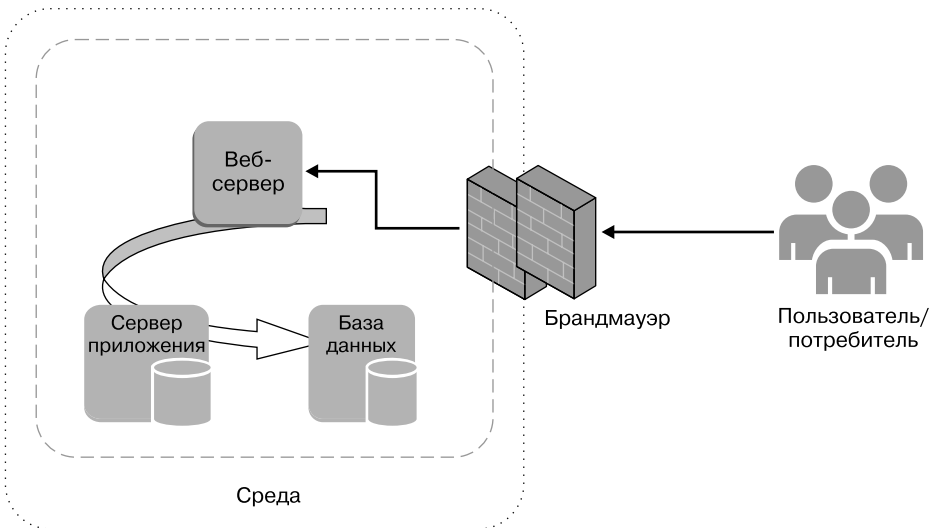 Веб-
сервер
Сервер
приложения
База
данных
Брандмауэр
Пользователь/
потребитель
Среда